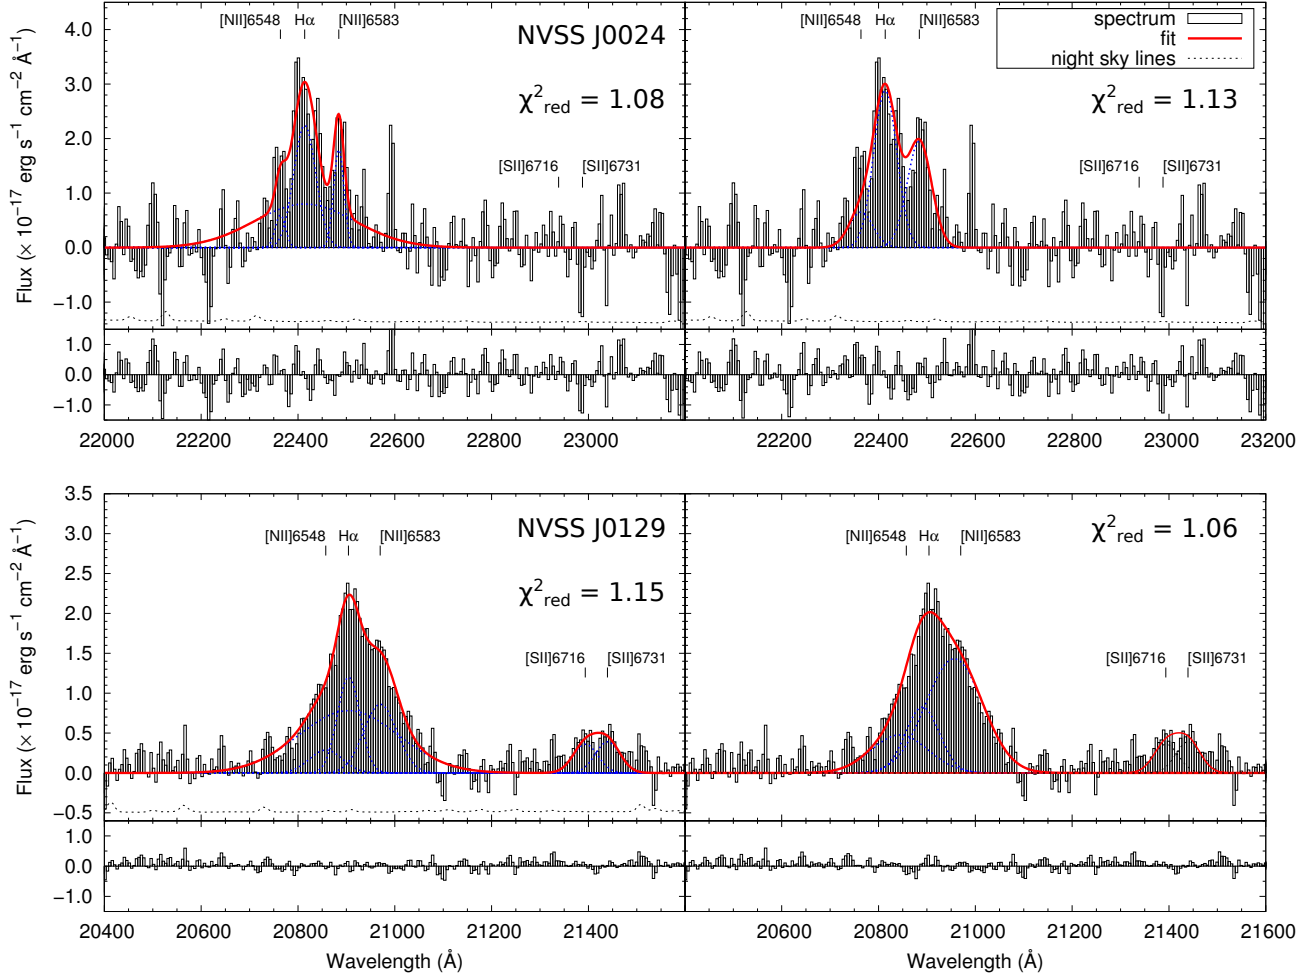 [NII]6548 Hα [NII]6583
NVSS J0024
χ²red = 1.08
[SII]6716 [SII]6731
4.0
3.0
2.0
1.0
0.0
−1.0
Flux (× 10⁻¹⁷ erg s⁻¹ cm⁻² Å⁻¹)
1.0
0.0
−1.0
22000 22200 22400 22600 22800 23000
[NII]6548 Hα [NII]6583
spectrum
fit
night sky lines
χ²red = 1.13
[SII]6716 [SII]6731
22200 22400 22600 22800 23000 23200
3.5
3.0
2.5
2.0
1.5
1.0
0.5
0.0
−0.5
Flux (× 10⁻¹⁷ erg s⁻¹ cm⁻² Å⁻¹)
[NII]6548 Hα [NII]6583
NVSS J0129
χ²red = 1.15
[SII]6716 [SII]6731
1.0
0.0
−1.0
20400 20600 20800 21000 21200 21400
Wavelength (Å)
[NII]6548 Hα [NII]6583
χ²red = 1.06
[SII]6716 [SII]6731
20600 20800 21000 21200 21400 21600
Wavelength (Å)